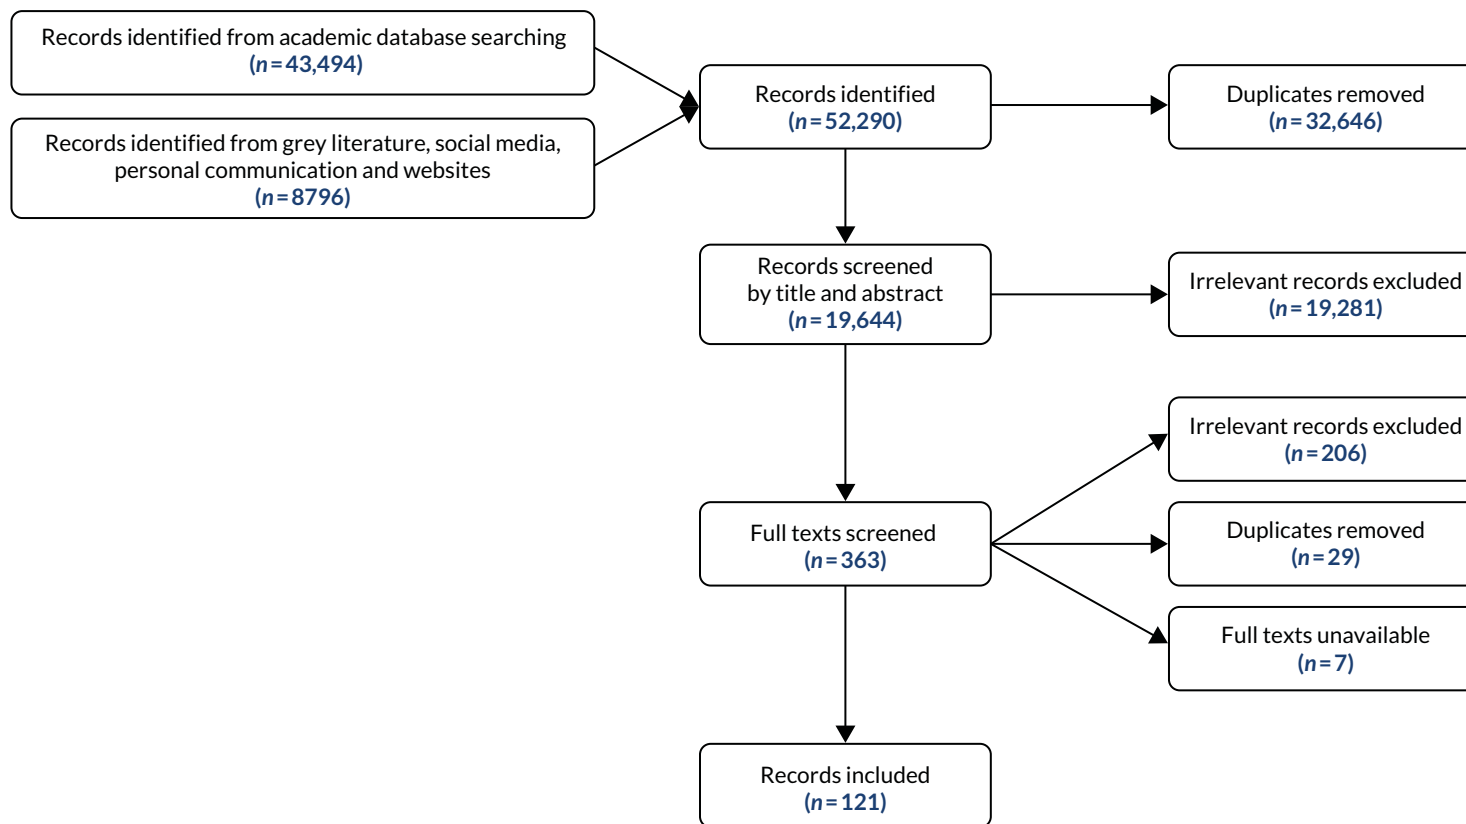 Records identified from academic database searching
(n=43,494)
Records identified from grey literature, social media,
personal communication and websites
(n=8796)
Records identified
(n=52,290)
Duplicates removed
(n=32,646)
Records screened
by title and abstract
(n=19,644)
Irrelevant records excluded
(n=19,281)
Full texts screened
(n=363)
Irrelevant records excluded
(n=206)
Duplicates removed
(n=29)
Full texts unavailable
(n=7)
Records included
(n=121)